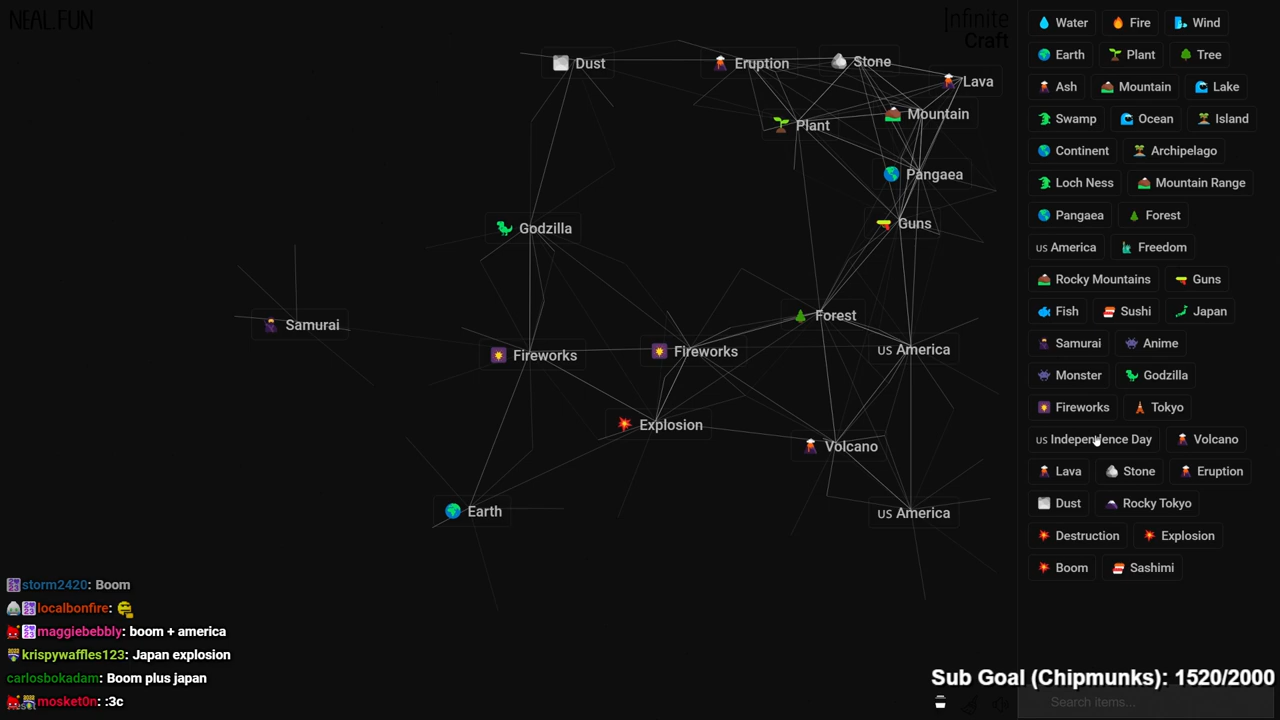 NEAL.FUN
Infinite
Craft
Dust
Eruption
Stone
Lava
Plant
Mountain
Pangaea
Godzilla
Guns
Samurai
Forest
Fireworks
Fireworks
US America
Explosion
Volcano
Earth
US America
Water
Fire
Wind
Earth
Plant
Tree
Ash
Mountain
Lake
Swamp
Ocean
Island
Continent
Archipelago
Loch Ness
Mountain Range
Pangaea
Forest
US America
Freedom
Rocky Mountains
Guns
Fish
Sushi
Japan
Samurai
Anime
Monster
Godzilla
Fireworks
Tokyo
US Independence Day
Volcano
Lava
Stone
Eruption
Dust
Rocky Tokyo
Destruction
Explosion
Boom
Sashimi
storm2420: Boom
localbonfire:
maggiebebbly: boom + america
krispywaffles123: Japan explosion
carlosbokadam: Boom plus japan
mosket0n: :3c
Sub Goal (Chipmunks): 1520/2000
Search items...